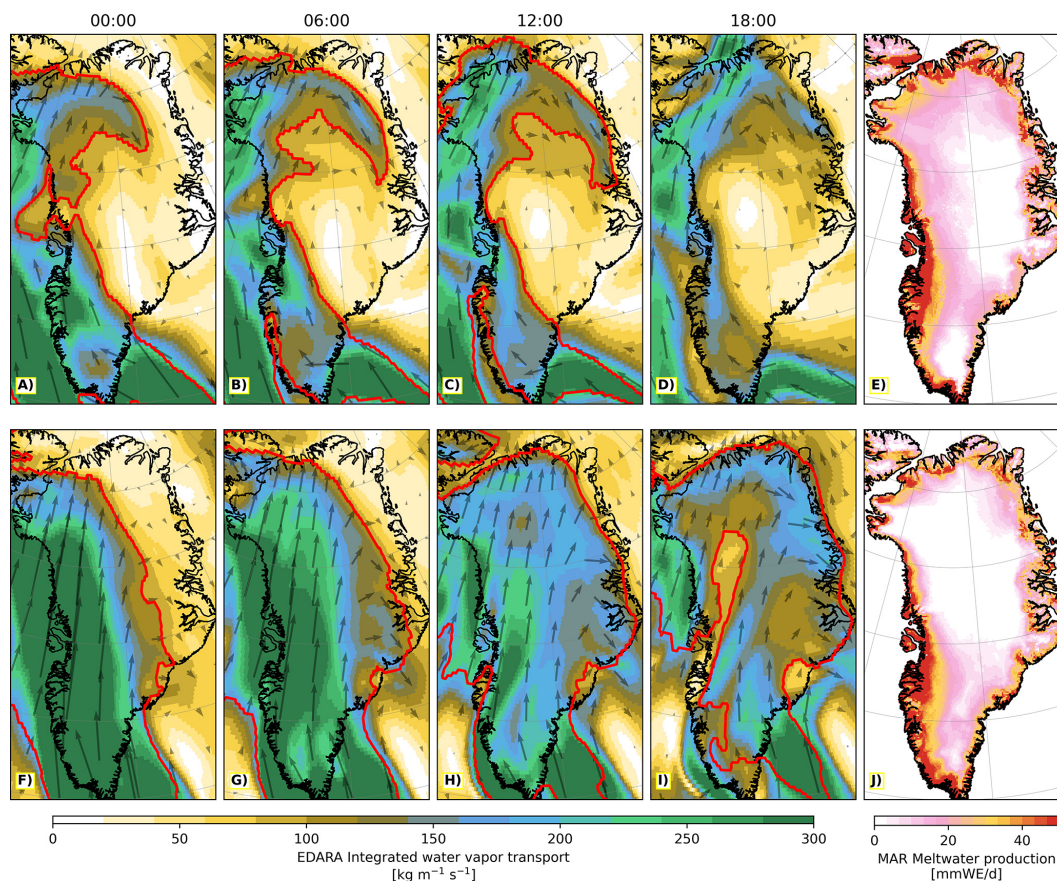 00:00 06:00 12:00 18:00
A) B) C) D) E)
F) G) H) I) J)
0 50 100 150 200 250 300
EDARA Integrated water vapor transport
[kg m⁻¹ s⁻¹]
0 20 40
MAR Meltwater production
[mmWE/d]